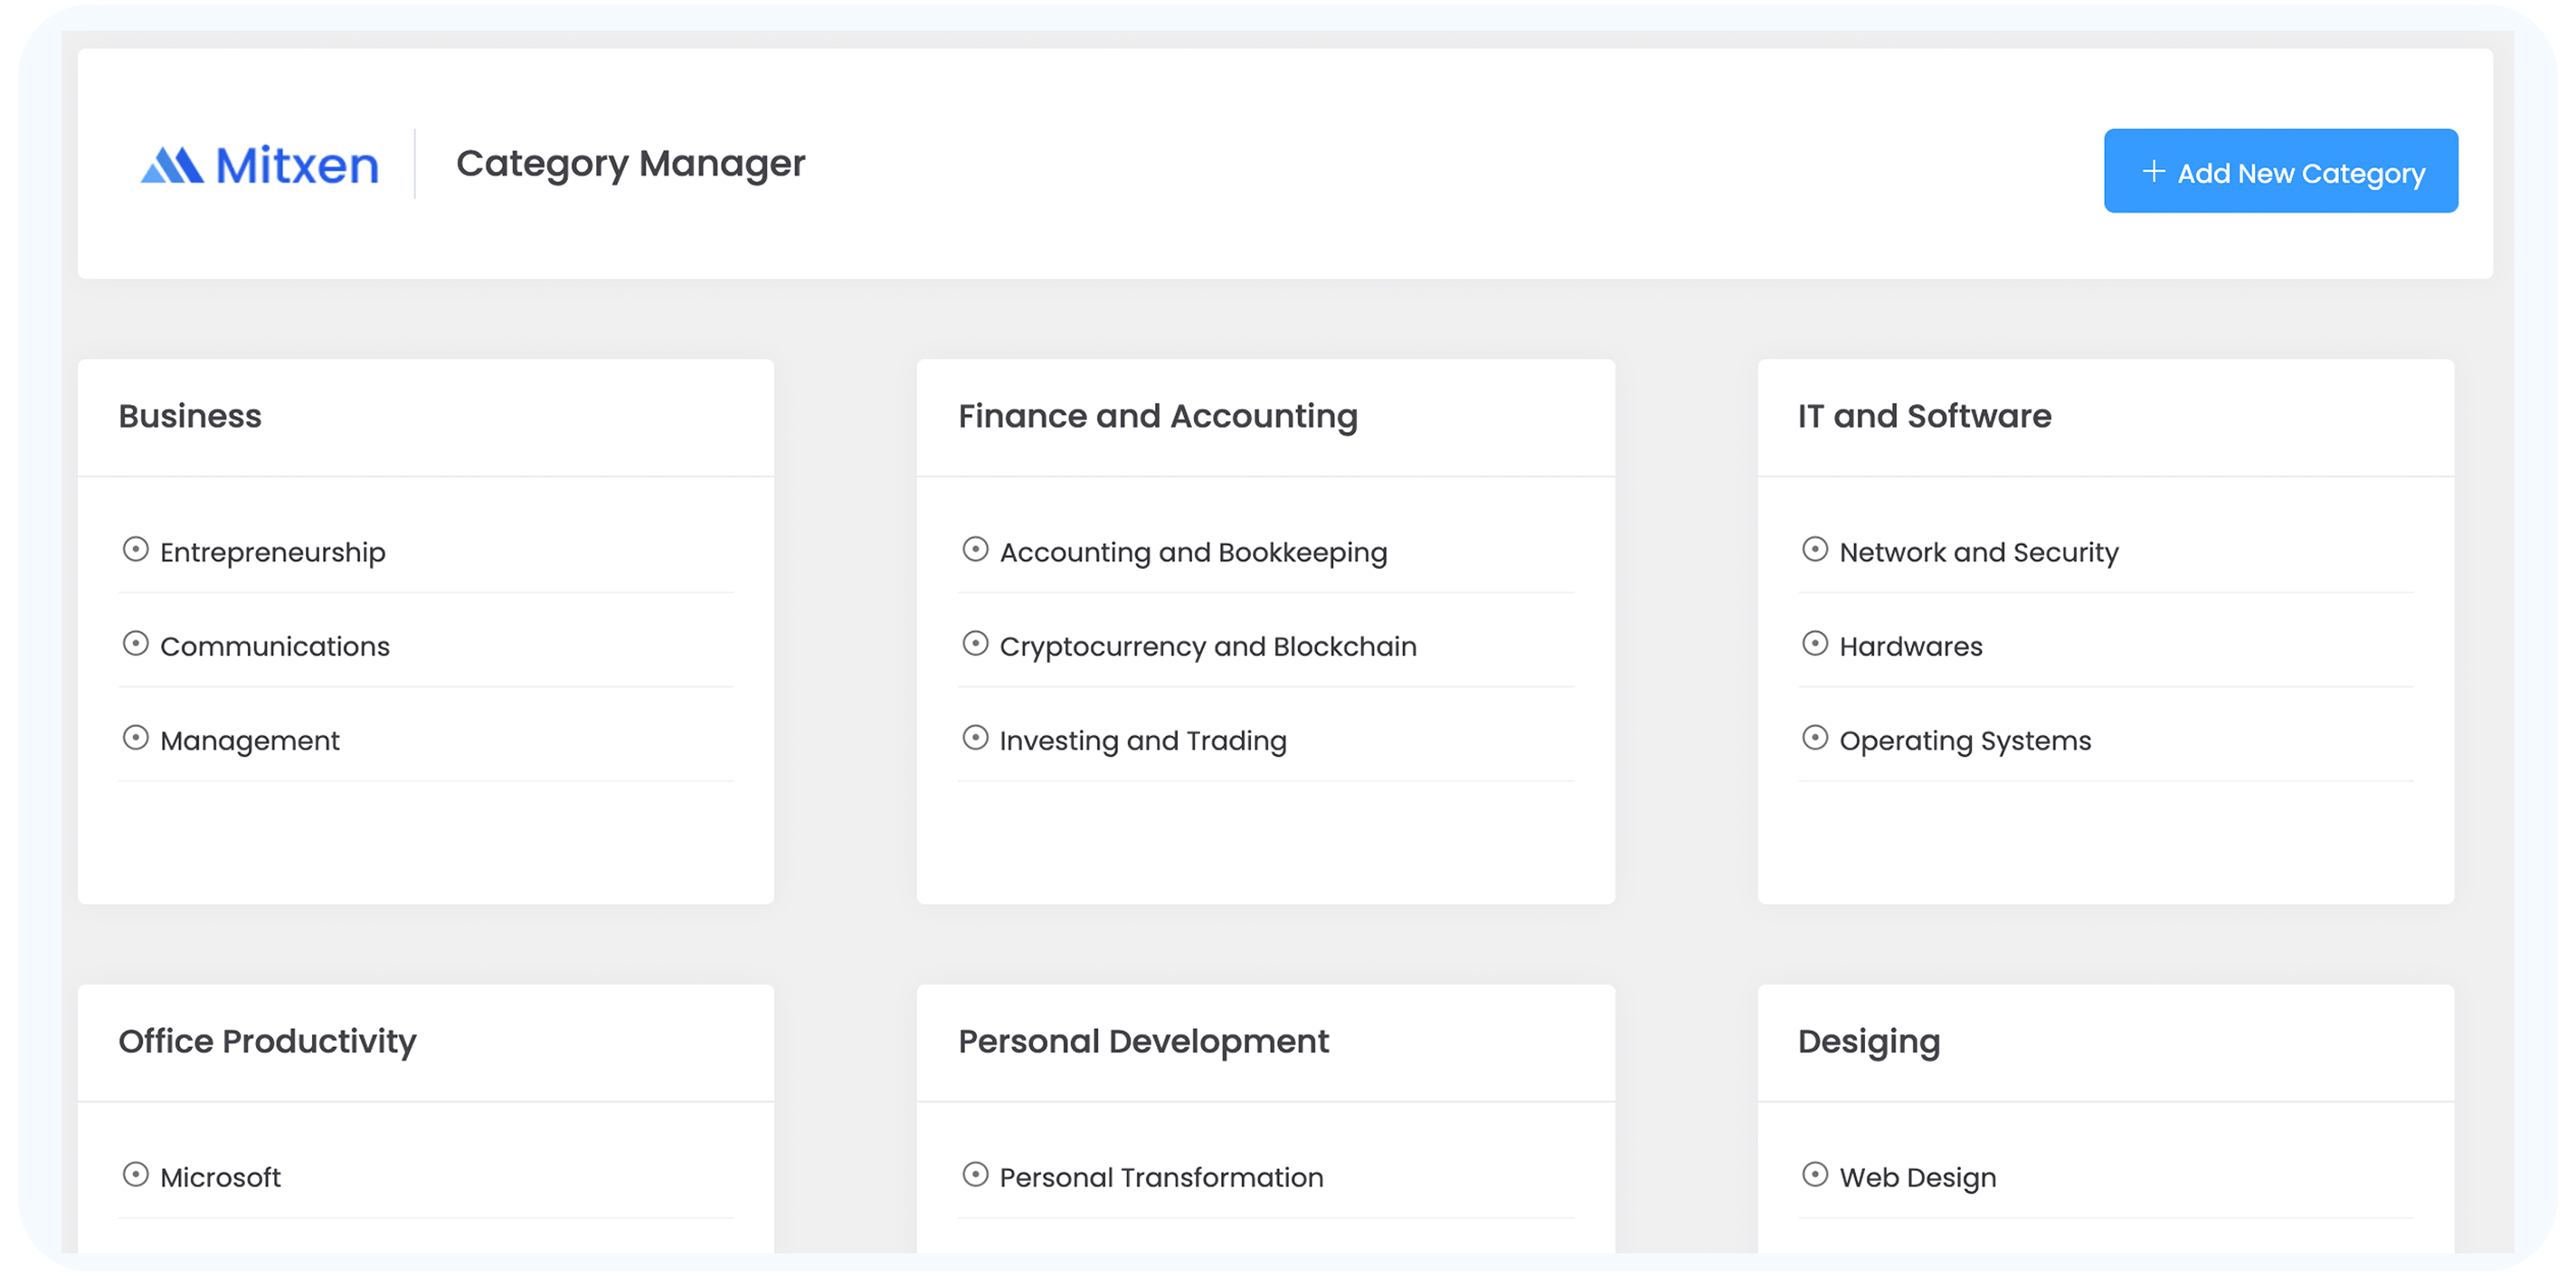 Mitxen
Category Manager
+ Add New Category
Business
Entrepreneurship
Communications
Management
Finance and Accounting
Accounting and Bookkeeping
Cryptocurrency and Blockchain
Investing and Trading
IT and Software
Network and Security
Hardwares
Operating Systems
Office Productivity
Microsoft
Personal Development
Personal Transformation
Desiging
Web Design